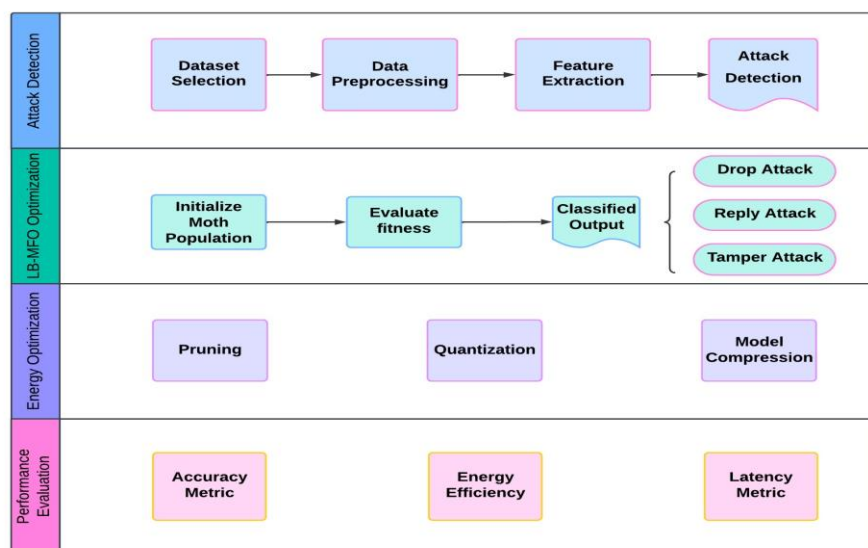 Attack Detection
Dataset
Selection
Data
Preprocessing
Feature
Extraction
Attack
Detection
LB-MFO Optimization
Initialize
Moth
Population
Evaluate
fitness
Classified
Output
Drop Attack
Reply Attack
Tamper Attack
Energy Optimization
Pruning
Quantization
Model
Compression
Performance
Evaluation
Accuracy
Metric
Energy
Efficiency
Latency
Metric